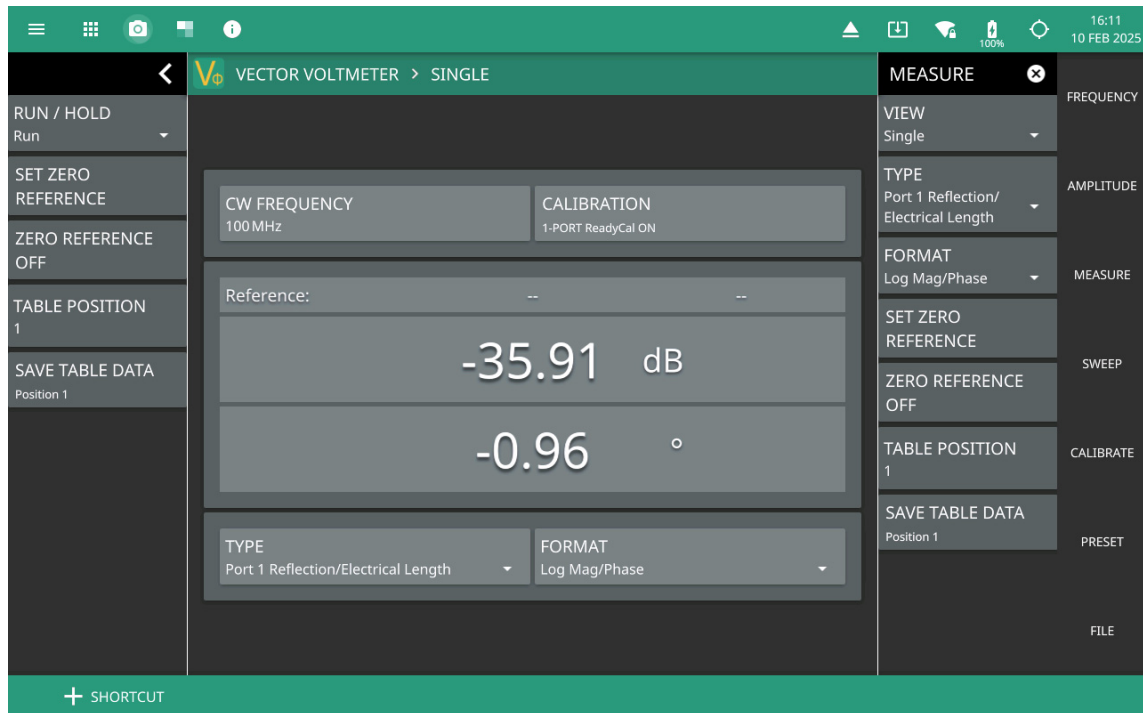 16:11
100%
10 FEB 2025
VΦ VECTOR VOLTMETER > SINGLE
RUN / HOLD
Run
SET ZERO
REFERENCE
ZERO REFERENCE
OFF
TABLE POSITION
1
SAVE TABLE DATA
Position 1
CW FREQUENCY
100 MHz
CALIBRATION
1-PORT ReadyCal ON
Reference: -- --
-35.91 dB
-0.96 °
TYPE
Port 1 Reflection/Electrical Length
FORMAT
Log Mag/Phase
MEASURE
VIEW
Single
TYPE
Port 1 Reflection/
Electrical Length
FORMAT
Log Mag/Phase
SET ZERO
REFERENCE
ZERO REFERENCE
OFF
TABLE POSITION
1
SAVE TABLE DATA
Position 1
FREQUENCY
AMPLITUDE
MEASURE
SWEEP
CALIBRATE
PRESET
FILE
+ SHORTCUT